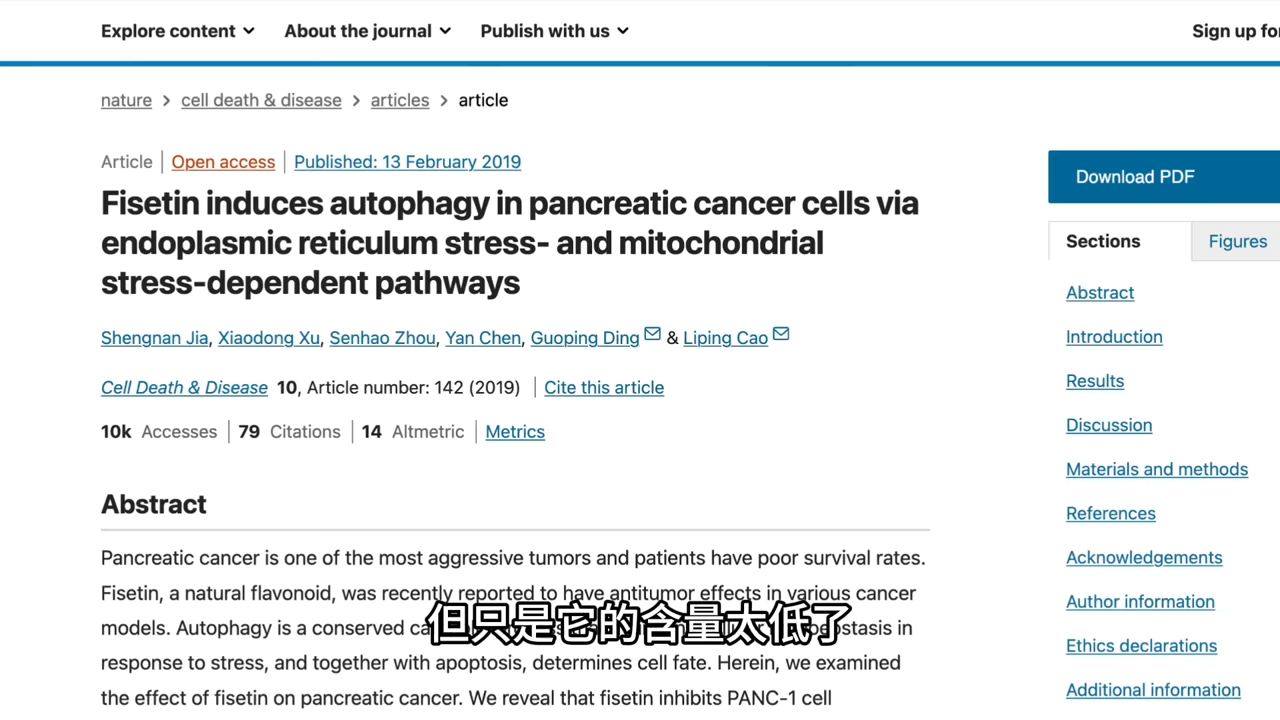 Explore content About the journal Publish with us Sign up for
nature > cell death & disease > articles > article
Article | Open access | Published: 13 February 2019
Fisetin induces autophagy in pancreatic cancer cells via
endoplasmic reticulum stress- and mitochondrial
stress-dependent pathways
Shengnan Jia, Xiaodong Xu, Senhao Zhou, Yan Chen, Guoping Ding & Liping Cao
Cell Death & Disease 10, Article number: 142 (2019) | Cite this article
10k Accesses | 79 Citations | 14 Altmetric | Metrics
Abstract
Pancreatic cancer is one of the most aggressive tumors and patients have poor survival rates.
Fisetin, a natural flavonoid, was recently reported to have antitumor effects in various cancer
models. Autophagy is a conserved
in
response to stress, and together with apoptosis, determines cell fate. Herein, we examined
the effect of fisetin on pancreatic cancer. We reveal that fisetin inhibits PANC-1 cell
但只是它的含量太低了
Download PDF
Sections Figures
Abstract
Introduction
Results
Discussion
Materials and methods
References
Acknowledgements
Author information
Ethics declarations
Additional information